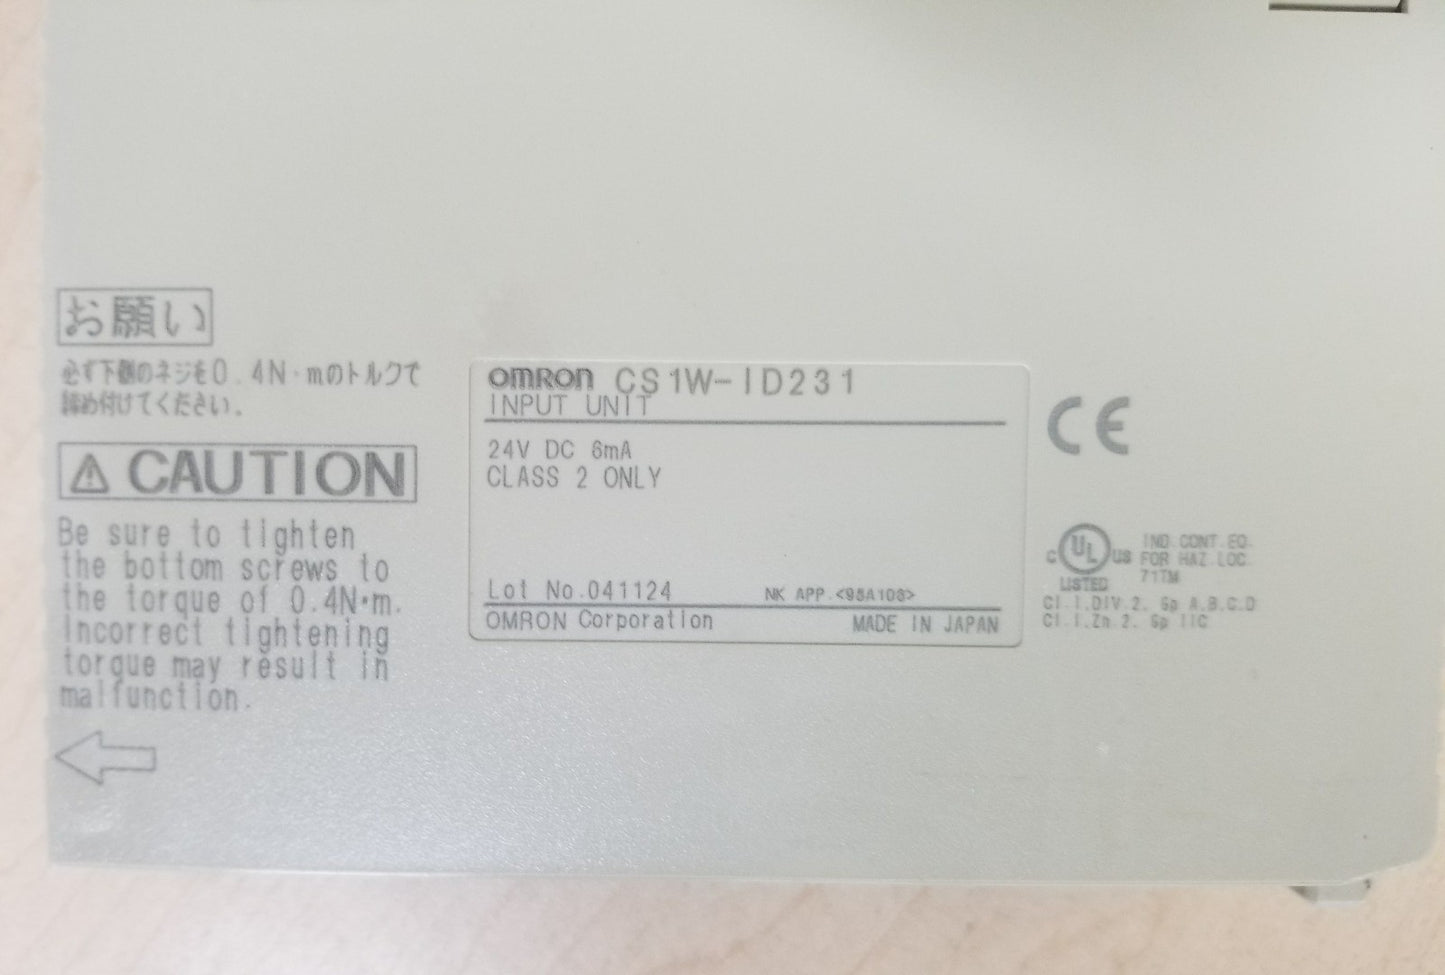 お願い
必ず下側のネジを0.4N·mのトルクで
締め付けてください。
⚠ CAUTION
Be sure to tighten
the bottom screws to
the torque of 0.4N·m.
Incorrect tightening
torque may result in
malfunction.
OMRON CS1W-ID231
INPUT UNIT
24V DC 6mA
CLASS 2 ONLY
Lot No.041124 NK APP.<98A108>
OMRON Corporation MADE IN JAPAN
CE
C UL US
LISTED
IND.CONT.EQ.
FOR HAZ.LOC.
71TM
Cl.I.DIV.2. Gp A.B.C.D
Cl.I.Zn.2. Gp IIC